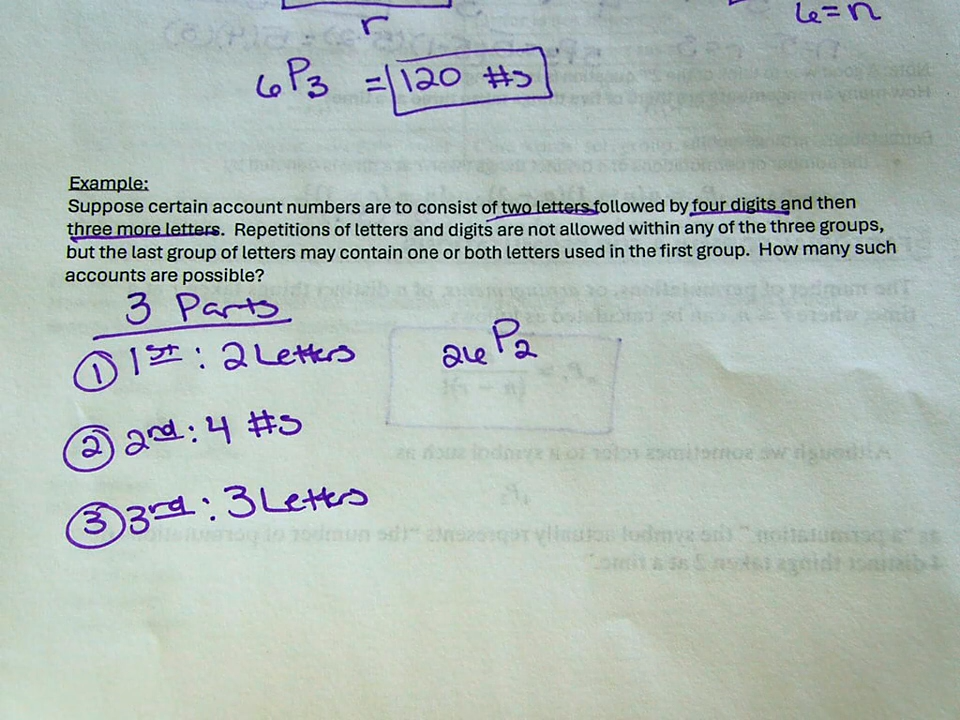 r
6=n
6P3 = 120 #s
Example:
Suppose certain account numbers are to consist of two letters followed by four digits and then
three more letters. Repetitions of letters and digits are not allowed within any of the three groups,
but the last group of letters may contain one or both letters used in the first group. How many such
accounts are possible?
3 Parts
① 1st : 2 Letters 26P2
② 2nd : 4 #s
③ 3rd : 3 Letters